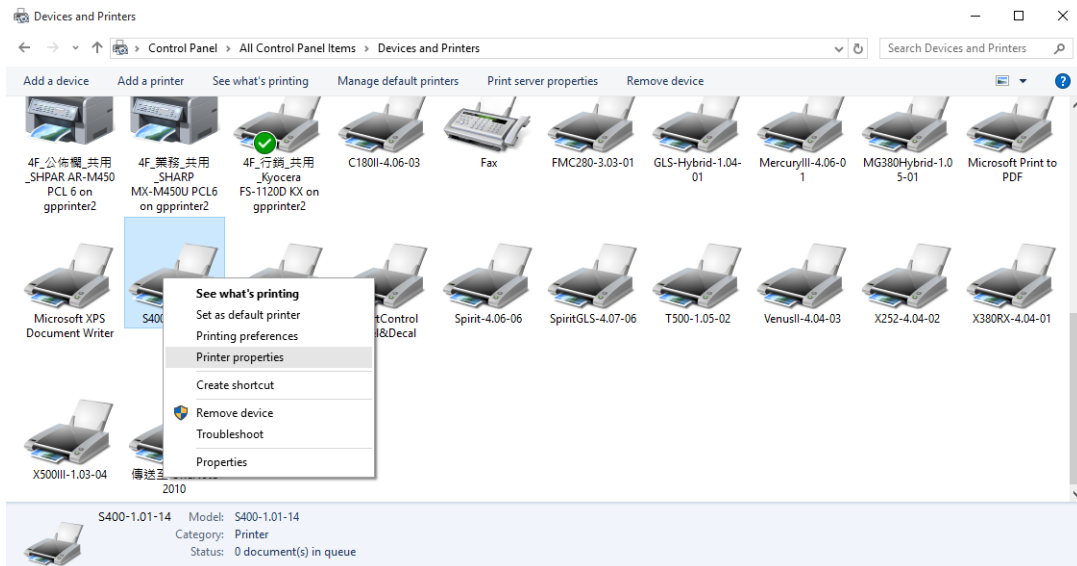 Devices and Printers
Control Panel > All Control Panel Items > Devices and Printers
Search Devices and Printers
Add a device Add a printer See what's printing Manage default printers Print server properties Remove device
4F_公佈欄_共用
_SHPAR AR-M450
PCL 6 on
gpprinter2
4F_業務_共用
_SHARP
MX-M450U PCL6
on gpprinter2
4F_行銷_共用
_Kyocera
FS-1120D KX on
gpprinter2
C180II-4.06-03
Fax
FMC280-3.03-01
GLS-Hybrid-1.04-
01
MercuryIII-4.06-0
1
MG380Hybrid-1.0
5-01
Microsoft Print to
PDF
Microsoft XPS
Document Writer
S400
rtControl
l&Decal
Spirit-4.06-06
SpiritGLS-4.07-06
T500-1.05-02
VenusII-4.04-03
X252-4.04-02
X380RX-4.04-01
See what's printing
Set as default printer
Printing preferences
Printer properties
Create shortcut
Remove device
Troubleshoot
Properties
X500III-1.03-04
傳送至
2010
S400-1.01-14 Model: S400-1.01-14
Category: Printer
Status: 0 document(s) in queue